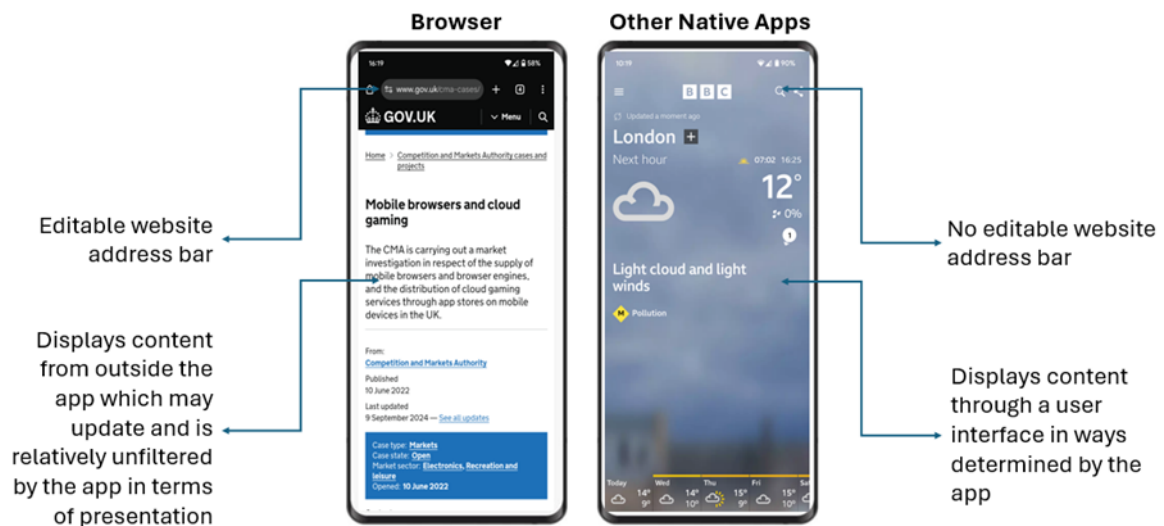 Browser
Other Native Apps
Editable website
address bar
Displays content
from outside the
app which may
update and is
relatively unfiltered
by the app in terms
of presentation
16:19
58%
www.gov.uk/cma-cases/
GOV.UK
Menu
Home > Competition and Markets Authority cases and
projects
Mobile browsers and cloud
gaming
The CMA is carrying out a market
investigation in respect of the supply of
mobile browsers and browser engines,
and the distribution of cloud gaming
services through app stores on mobile
devices in the UK.
From:
Competition and Markets Authority
Published
10 June 2022
Last updated
9 September 2024 — See all updates
Case type: Markets
Case state: Open
Market sector: Electronics, Recreation and
leisure
Opened: 10 June 2022
10:19
90%
BBC
Updated a moment ago
London
Next hour
07:02 16:25
12°
0%
1
Light cloud and light
winds
M Pollution
Today Wed Thu Fri
14° 14° 15° 15°
9° 10° 9° 10°
No editable website
address bar
Displays content
through a user
interface in ways
determined by the
app